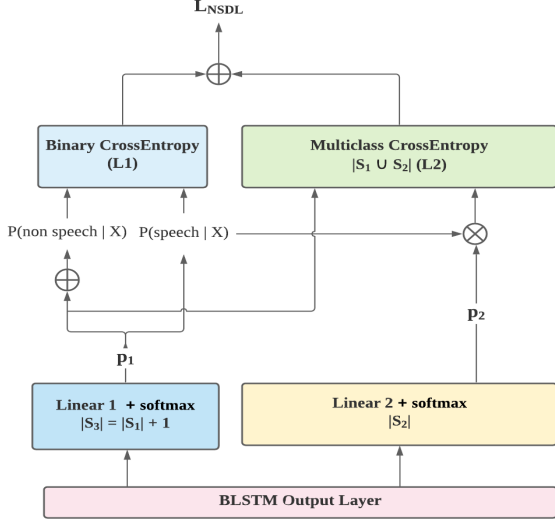 L_NSDL
Binary CrossEntropy
(L1)
Multiclass CrossEntropy
|S₁ ∪ S₂| (L2)
P(non speech | X)
P(speech | X)
p₁
p₂
Linear 1 + softmax
|S₃| = |S₁| + 1
Linear 2 + softmax
|S₂|
BLSTM Output Layer